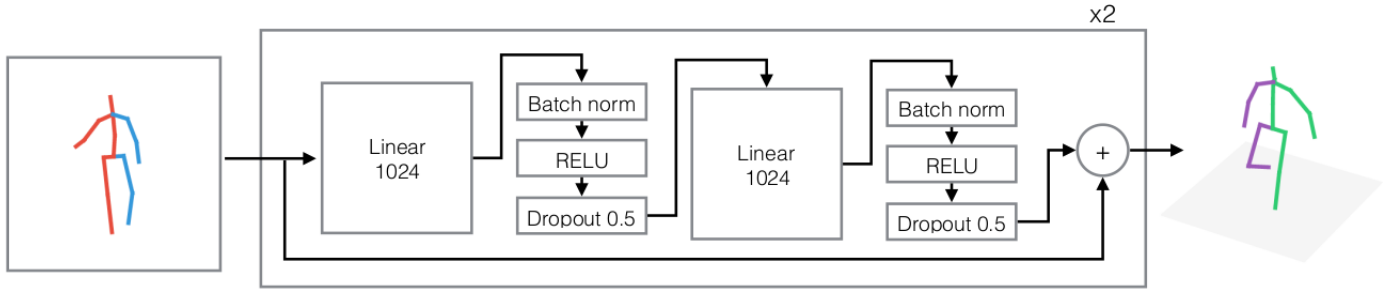 x2
Linear
1024
Batch norm
RELU
Dropout 0.5
Linear
1024
Batch norm
RELU
Dropout 0.5
+